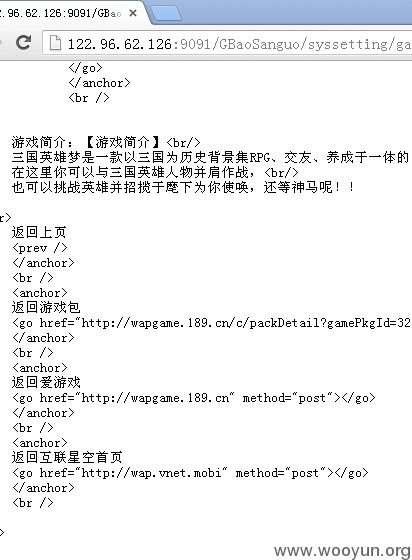 2.96.62.126:9091/GBao
122.96.62.126:9091/GBaoSanguo/syssetting/ga
</go>
</anchor>
<br />
游戏简介：【游戏简介】<br/>
三国英雄梦是一款以三国为历史背景集RPG、交友、养成于一体的
在这里你可以与三国英雄人物并肩作战，<br/>
也可以挑战英雄并招揽于麾下为你使唤，还等神马呢！！
r>
返回上页
<prev />
</anchor>
<br />
<anchor>
返回游戏包
<go href="http://wapgame.189.cn/c/packDetail?gamePkgId=32
</anchor>
<br />
<anchor>
返回爱游戏
<go href="http://wapgame.189.cn" method="post"></go>
</anchor>
<br />
<anchor>
返回互联星空首页
<go href="http://wap.vnet.mobi" method="post"></go>
</anchor>
<br />
>
www.wooyun.org